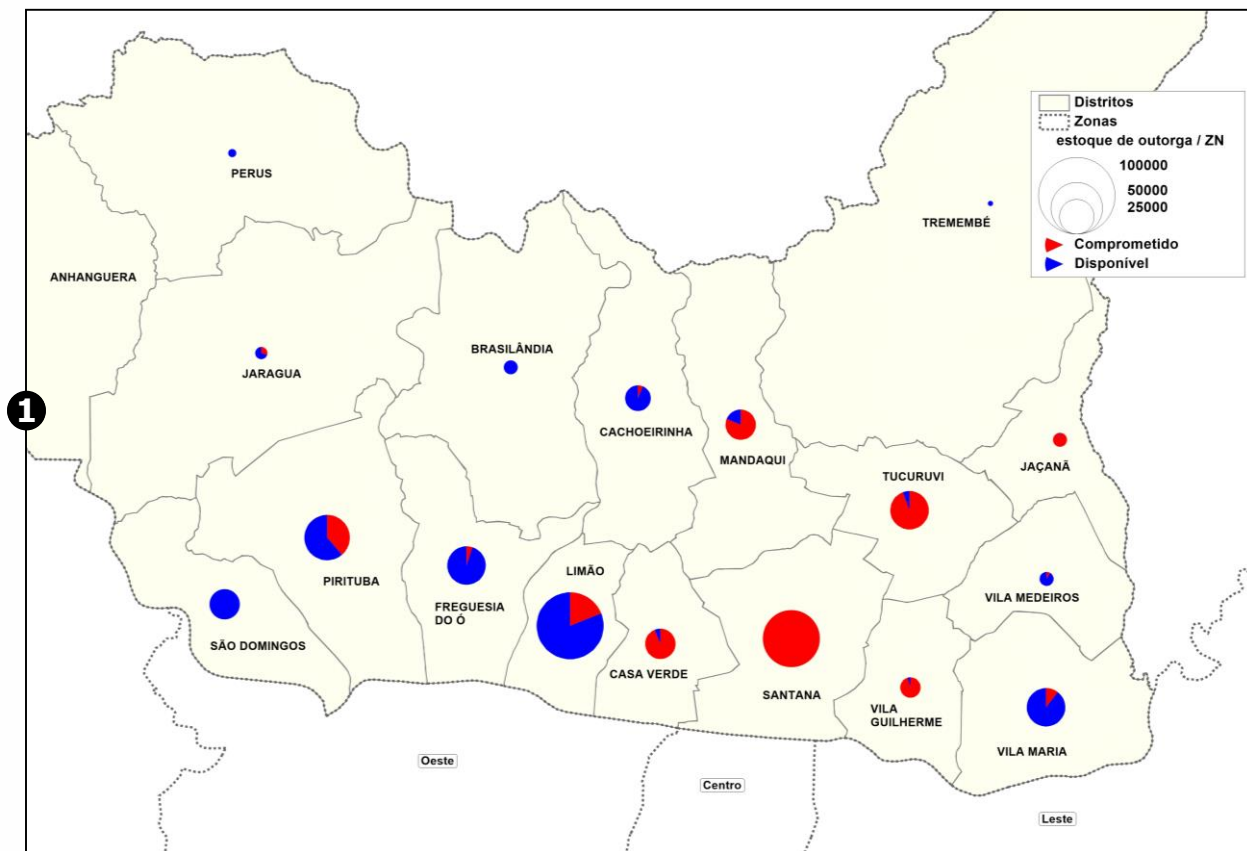 1
Distritos
Zonas
estoque de outorga / ZN
100000
50000
25000
Comprometido
Disponível
PERUS
TREMEMBÉ
ANHANGUERA
BRASILÂNDIA
JARAGUA
CACHOEIRINHA
MANDAQUI
JAÇANÃ
TUCURUVI
PIRITUBA
LIMÃO
FREGUESIA
DO Ó
VILA MEDEIROS
SÃO DOMINGOS
CASA VERDE
SANTANA
VILA
GUILHERME
VILA MARIA
Oeste
Centro
Leste